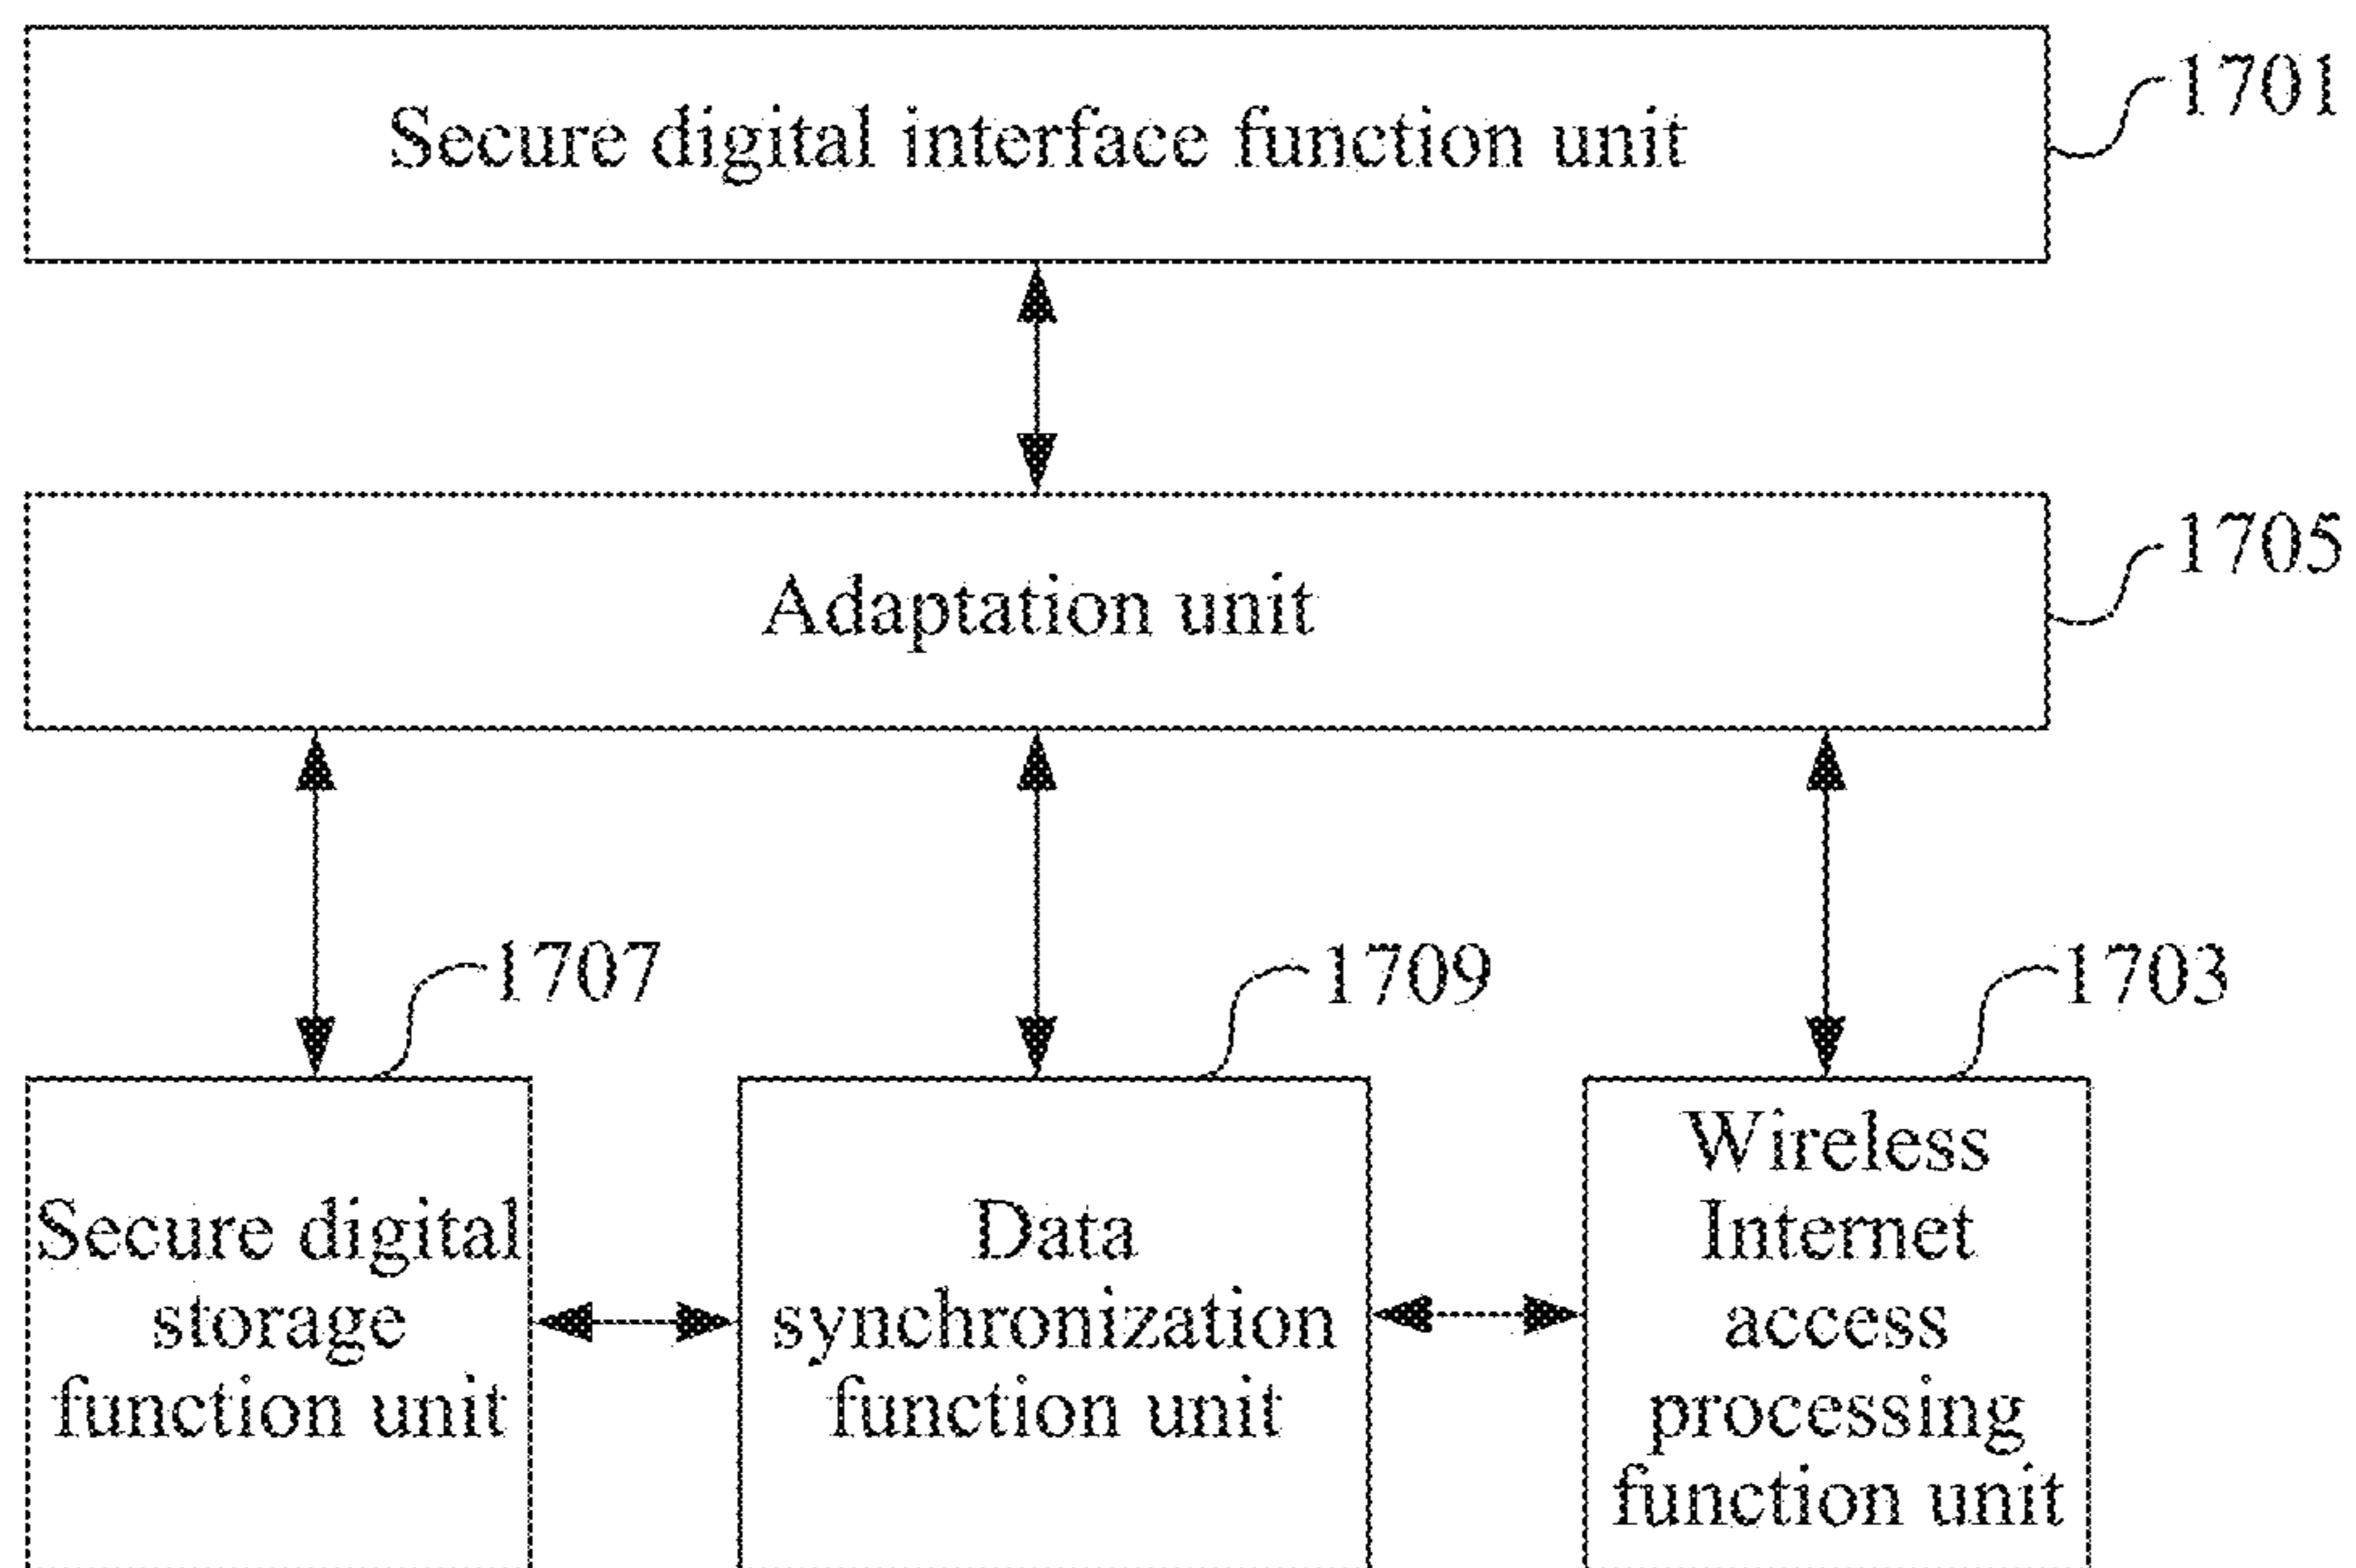 Secure digital interface function unit
1701
Adaptation unit
1705
1707
1709
1703
Secure digital
storage
function unit
Data
synchronization
function unit
Wireless
Internet
access
processing
function unit